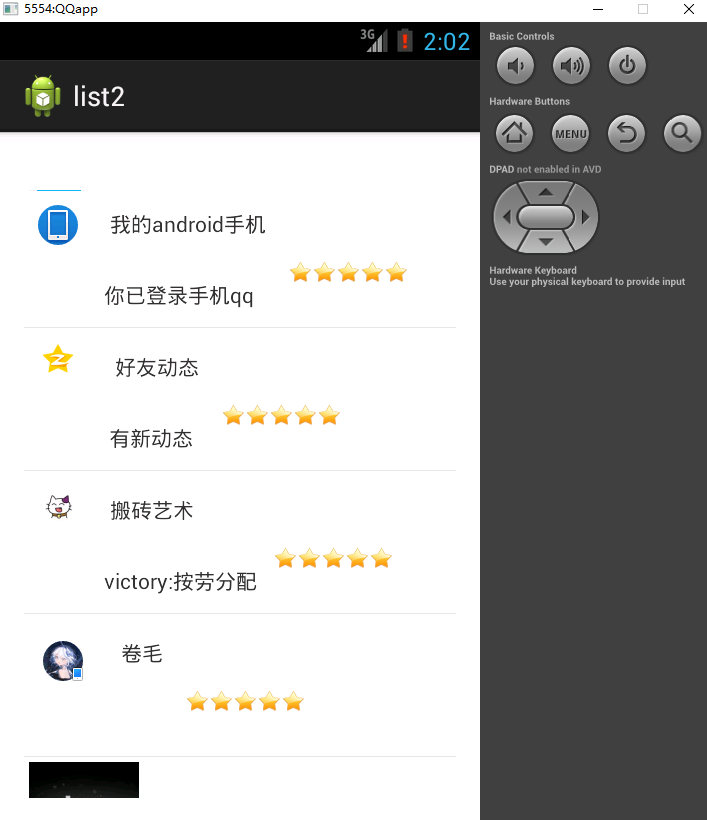 5554:QQapp
3G
2:02
list2
我的android手机
你已登录手机qq
好友动态
有新动态
搬砖艺术
victory:按劳分配
卷毛
Basic Controls
Hardware Buttons
MENU
DPAD not enabled in AVD
Hardware Keyboard
Use your physical keyboard to provide input